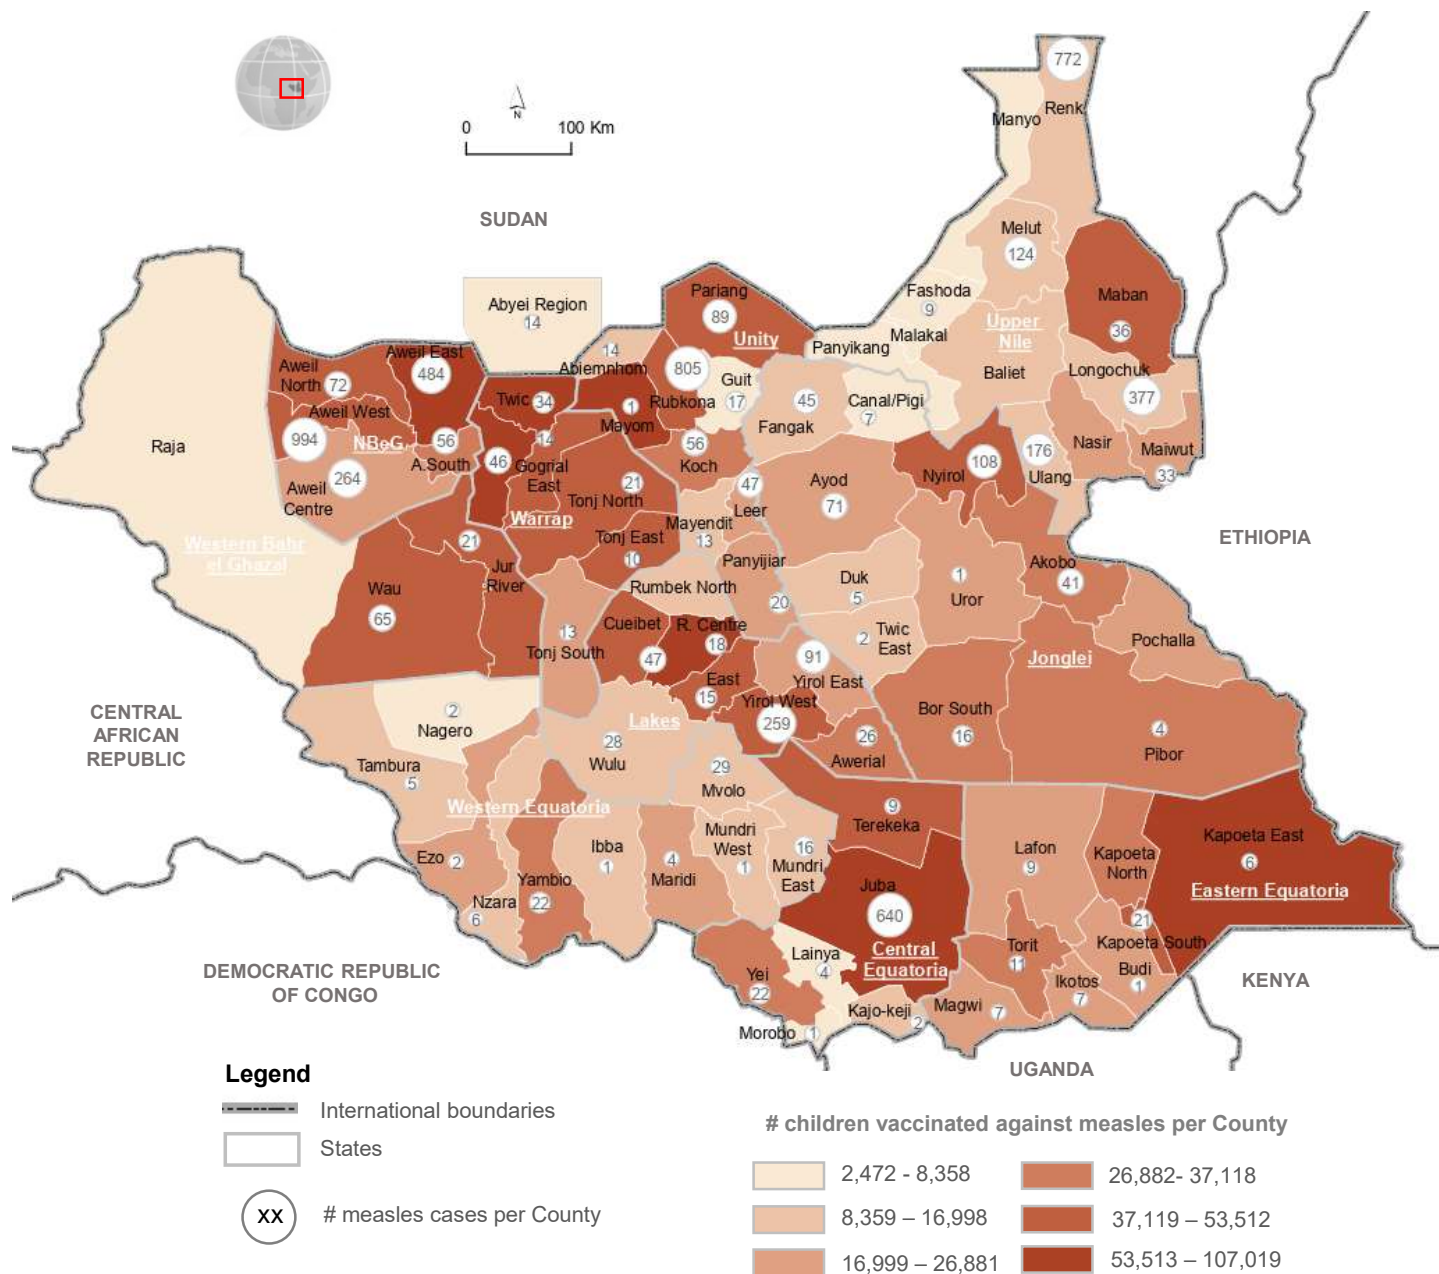 772
Renk
Manyo
N
0
100 Km
SUDAN
Melut
124
Maban
36
Fashoda
9
Malakal
Upper
Nile
Panyikang
Baliet
Longochuk
377
Pariang
89
Unity
Abyei Region
14
14
Abiemnhom
805
Rubkona
Guit
17
Aweil East
484
Aweil
North
72
Aweil West
994
NBeG
56
A.South
264
Aweil
Centre
Raja
Twic
34
1
Mayom
56
Koch
45
Fangak
Canal/Pigi
7
Nasir
Maiwut
33
176
Ulang
108
Nyirol
46
14
Gogrial
East
21
Tonj North
Warrap
47
Leer
Ayod
71
Mayendit
13
Tonj East
10
Western Bahr
el Ghazal
21
Jur
River
Wau
65
Panyijiar
20
Rumbek North
Duk
5
1
Uror
Akobo
41
ETHIOPIA
Pochalla
Jonglei
2
Twic
East
13
Tonj South
Cueibet
47
R. Centre
18
East
15
91
Yirol East
Yirol West
259
Bor South
16
4
Pibor
26
Awerial
Lakes
28
Wulu
2
Nagero
CENTRAL
AFRICAN
REPUBLIC
Tambura
5
Western Equatoria
29
Mvolo
9
Terekeka
Mundri
West
1
16
Mundri
East
Ibba
1
4
Maridi
Ezo
2
Yambio
22
Nzara
6
Juba
640
Central
Equatoria
Lafon
9
Kapoeta
North
Kapoeta East
6
Eastern Equatoria
21
Kapoeta South
Torit
11
Budi
1
Ikotos
7
Magwi
7
Lainya
4
Yei
22
Kajo-keji
2
Morobo
1
DEMOCRATIC REPUBLIC
OF CONGO
KENYA
UGANDA
Legend
International boundaries
States
XX
# measles cases per County
# children vaccinated against measles per County
2,472 - 8,358
26,882- 37,118
8,359 – 16,998
37,119 – 53,512
16,999 – 26,881
53,513 – 107,019